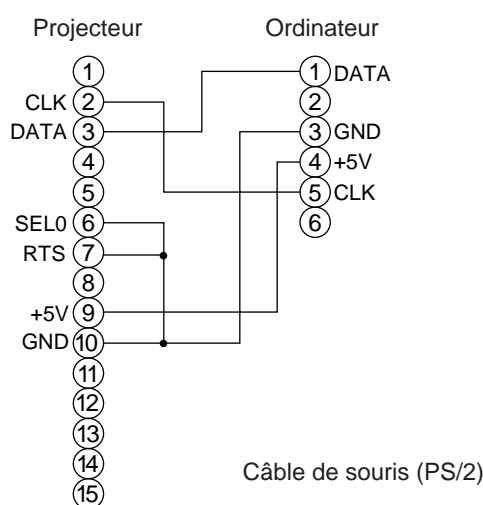 Projecteur Ordinateur
1 1 DATA
CLK 2 2
DATA 3 3 GND
4 4 +5V
5 5 CLK
SEL0 6 6
RTS 7
8
+5V 9
GND 10
11
12
13
14
15
Câble de souris (PS/2)